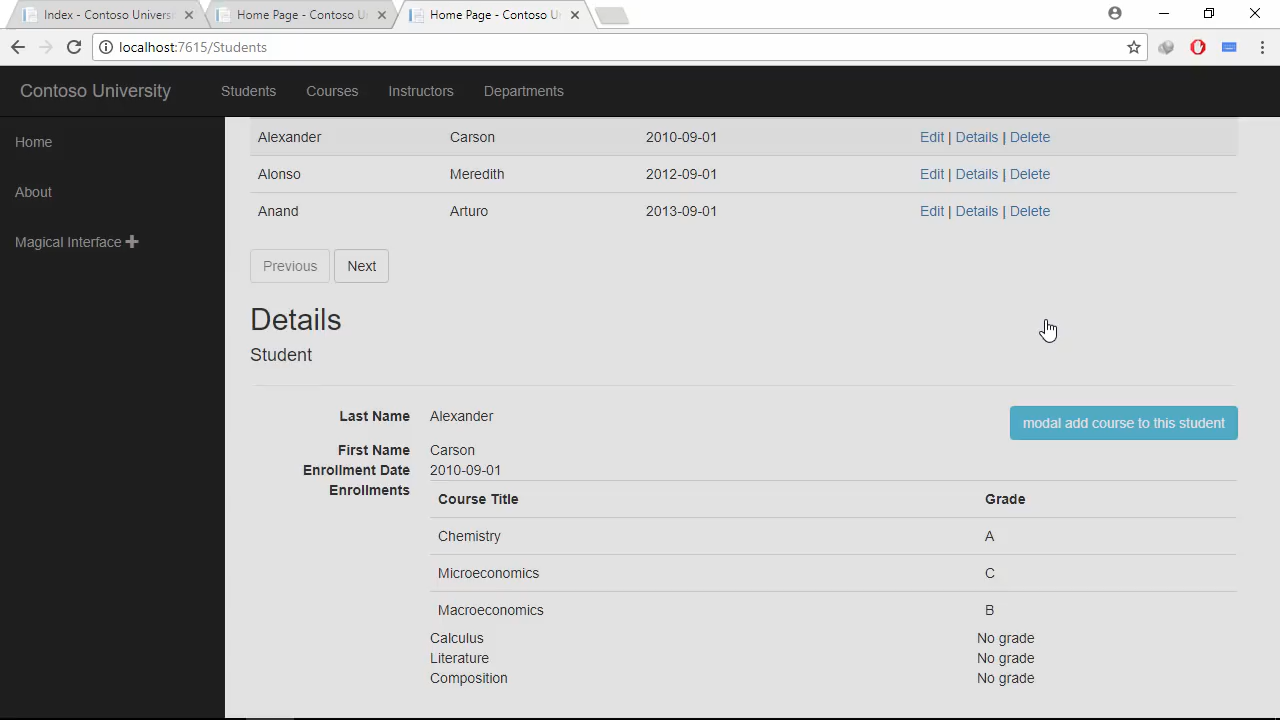 Index - Contoso Univers
Home Page - Contoso U
Home Page - Contoso U
localhost:7615/Students
Contoso University Students Courses Instructors Departments
Home
About
Magical Interface
Alexander Carson 2010-09-01 Edit | Details | Delete
Alonso Meredith 2012-09-01 Edit | Details | Delete
Anand Arturo 2013-09-01 Edit | Details | Delete
Previous Next
Details
Student
Last Name Alexander
modal add course to this student
First Name Carson
Enrollment Date 2010-09-01
Enrollments
Course Title Grade
Chemistry A
Microeconomics C
Macroeconomics B
Calculus No grade
Literature No grade
Composition No grade